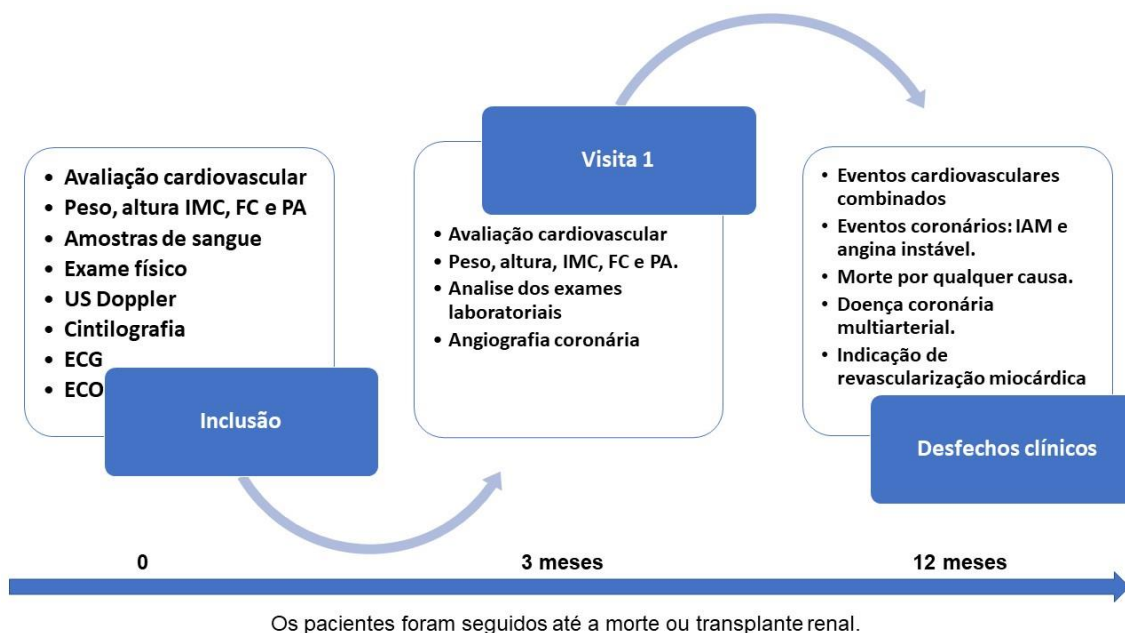 • Avaliação cardiovascular
• Peso, altura IMC, FC e PA
• Amostras de sangue
• Exame físico
• US Doppler
• Cintilografia
• ECG
• ECO
Inclusão
Visita 1
• Avaliação cardiovascular
• Peso, altura, IMC, FC e PA.
• Analise dos exames
laboratoriais
• Angiografia coronária
• Eventos cardiovasculares
combinados
• Eventos coronários: IAM e
angina instável.
• Morte por qualquer causa.
• Doença coronária
multiarterial.
• Indicação de
revascularização miocárdica
Desfechos clínicos
0
3 meses
12 meses
Os pacientes foram seguidos até a morte ou transplante renal.